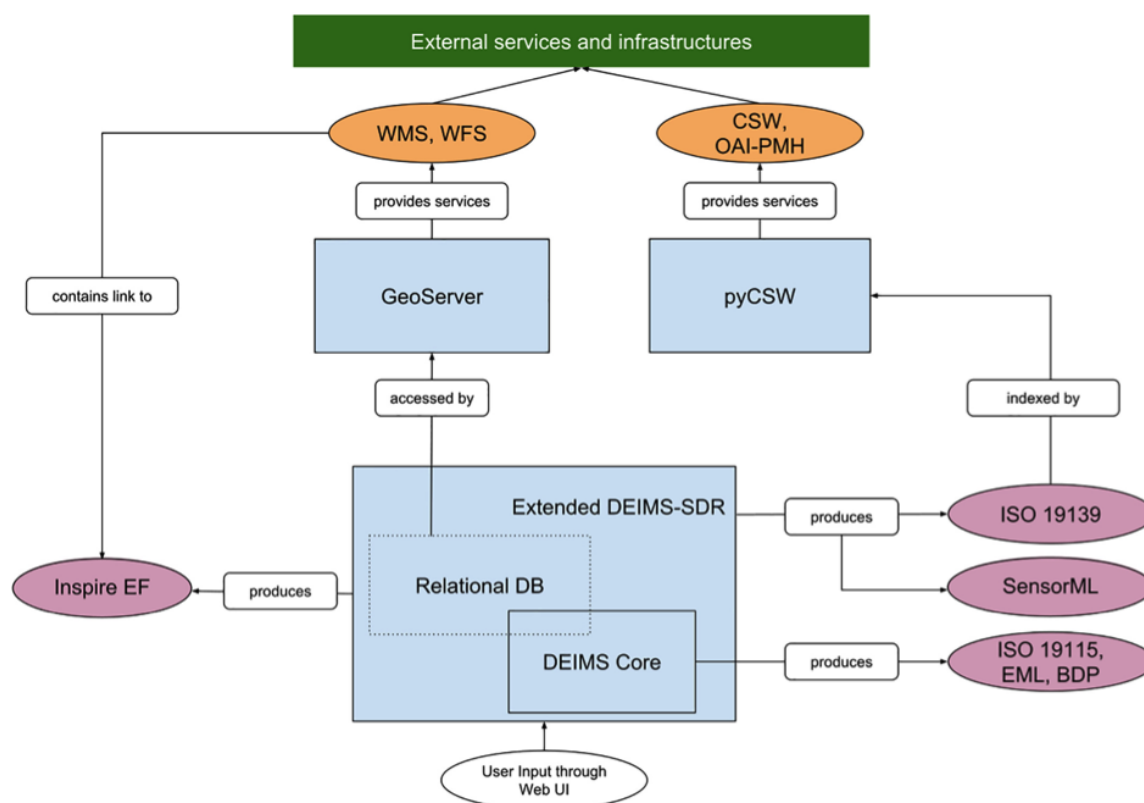 External services and infrastructures
WMS, WFS
CSW,
OAI-PMH
provides services
provides services
GeoServer
pyCSW
contains link to
accessed by
indexed by
Extended DEIMS-SDR
produces
ISO 19139
Relational DB
Inspire EF
produces
SensorML
DEIMS Core
produces
ISO 19115,
EML, BDP
User Input through
Web UI